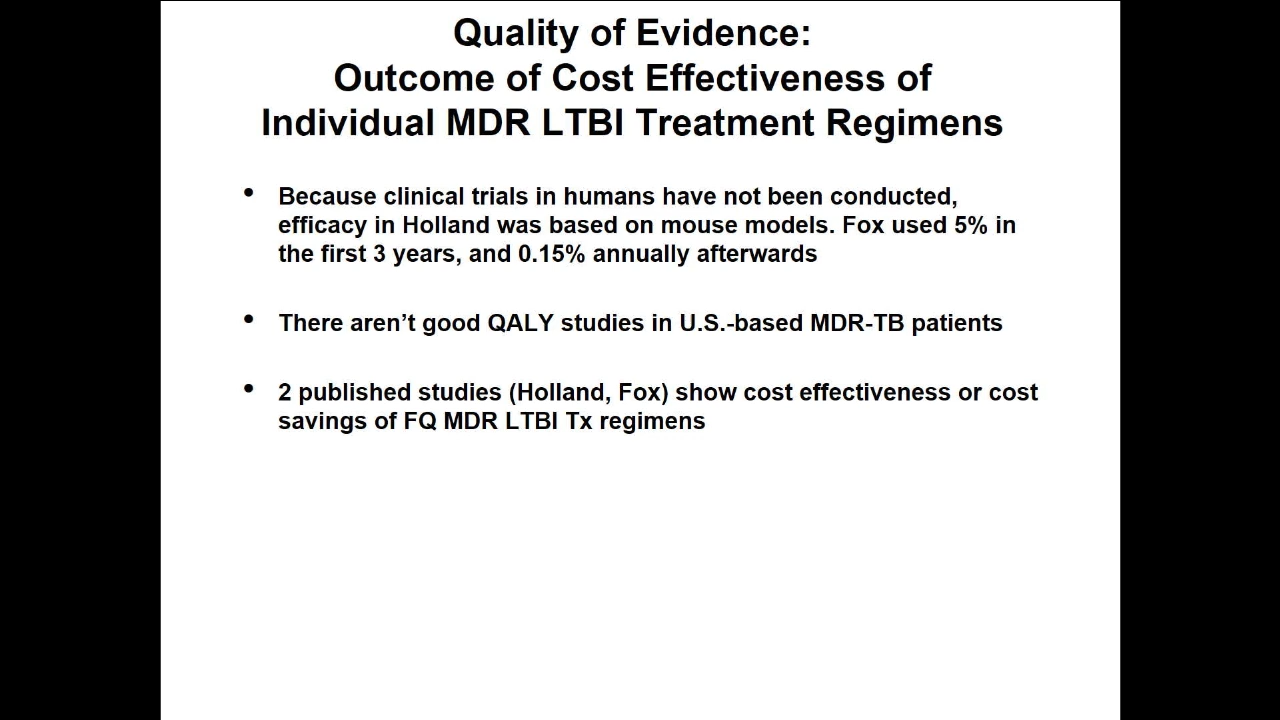 Quality of Evidence:
Outcome of Cost Effectiveness of
Individual MDR LTBI Treatment Regimens
• Because clinical trials in humans have not been conducted,
efficacy in Holland was based on mouse models. Fox used 5% in
the first 3 years, and 0.15% annually afterwards
• There aren’t good QALY studies in U.S.-based MDR-TB patients
• 2 published studies (Holland, Fox) show cost effectiveness or cost
savings of FQ MDR LTBI Tx regimens